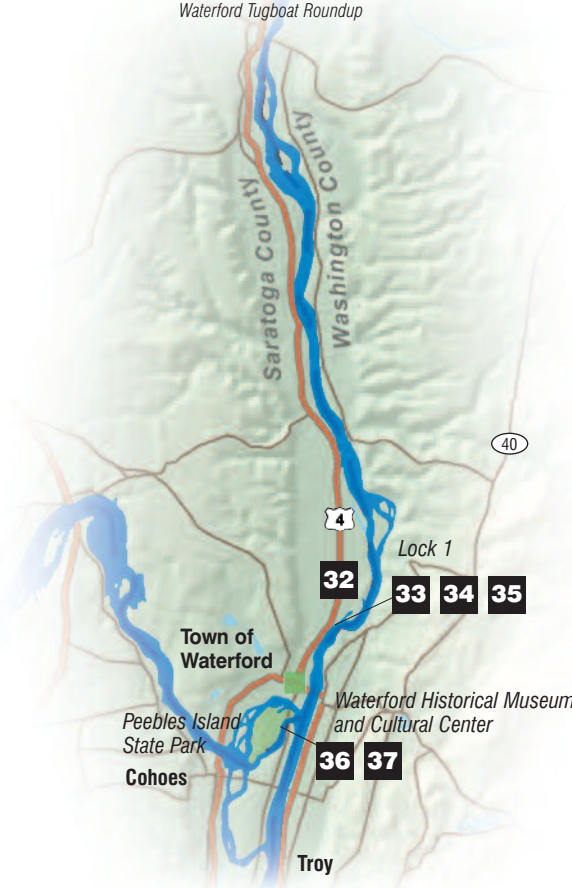 Waterford Tugboat Roundup
Saratoga County
Washington County
40
4
Lock 1
32
33 34 35
Town of
Waterford
Waterford Historical Museum
and Cultural Center
Peebles Island
State Park
36 37
Cohoes
Troy